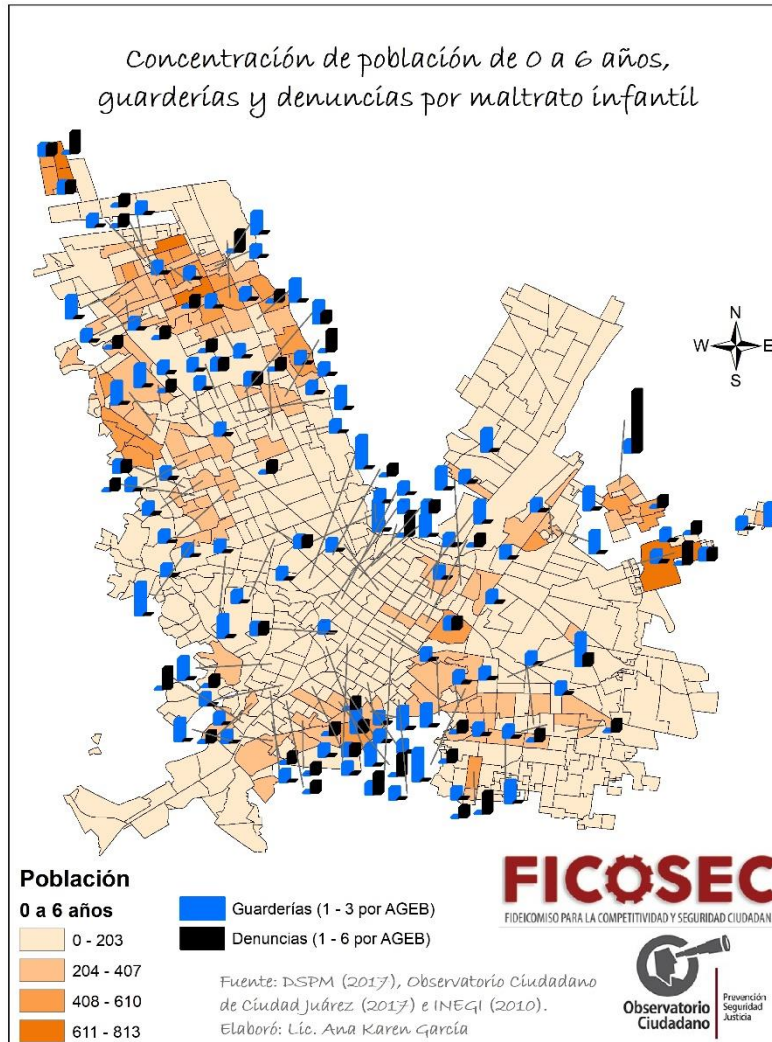 Concentración de población de 0 a 6 años,
guarderías y denuncias por maltrato infantil
N
W E
S
Población
0 a 6 años
0 - 203
204 - 407
408 - 610
611 - 813
Guarderías (1 - 3 por AGEB)
Denuncias (1 - 6 por AGEB)
Fuente: DSPM (2017), Observatorio Ciudadano
de Ciudad Juárez (2017) e INEGI (2010).
Elaboró: Lic. Ana Karen García
FICOSEC
FIDEICOMISO PARA LA COMPETITIVIDAD Y SEGURIDAD CIUDADAN
Observatorio
Ciudadano
Prevención
Seguridad
Justicia